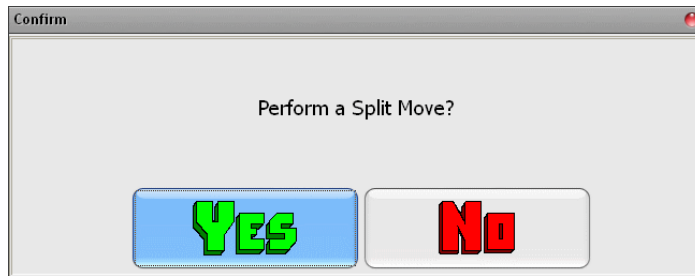 Confirm
Perform a Split Move?
Yes No